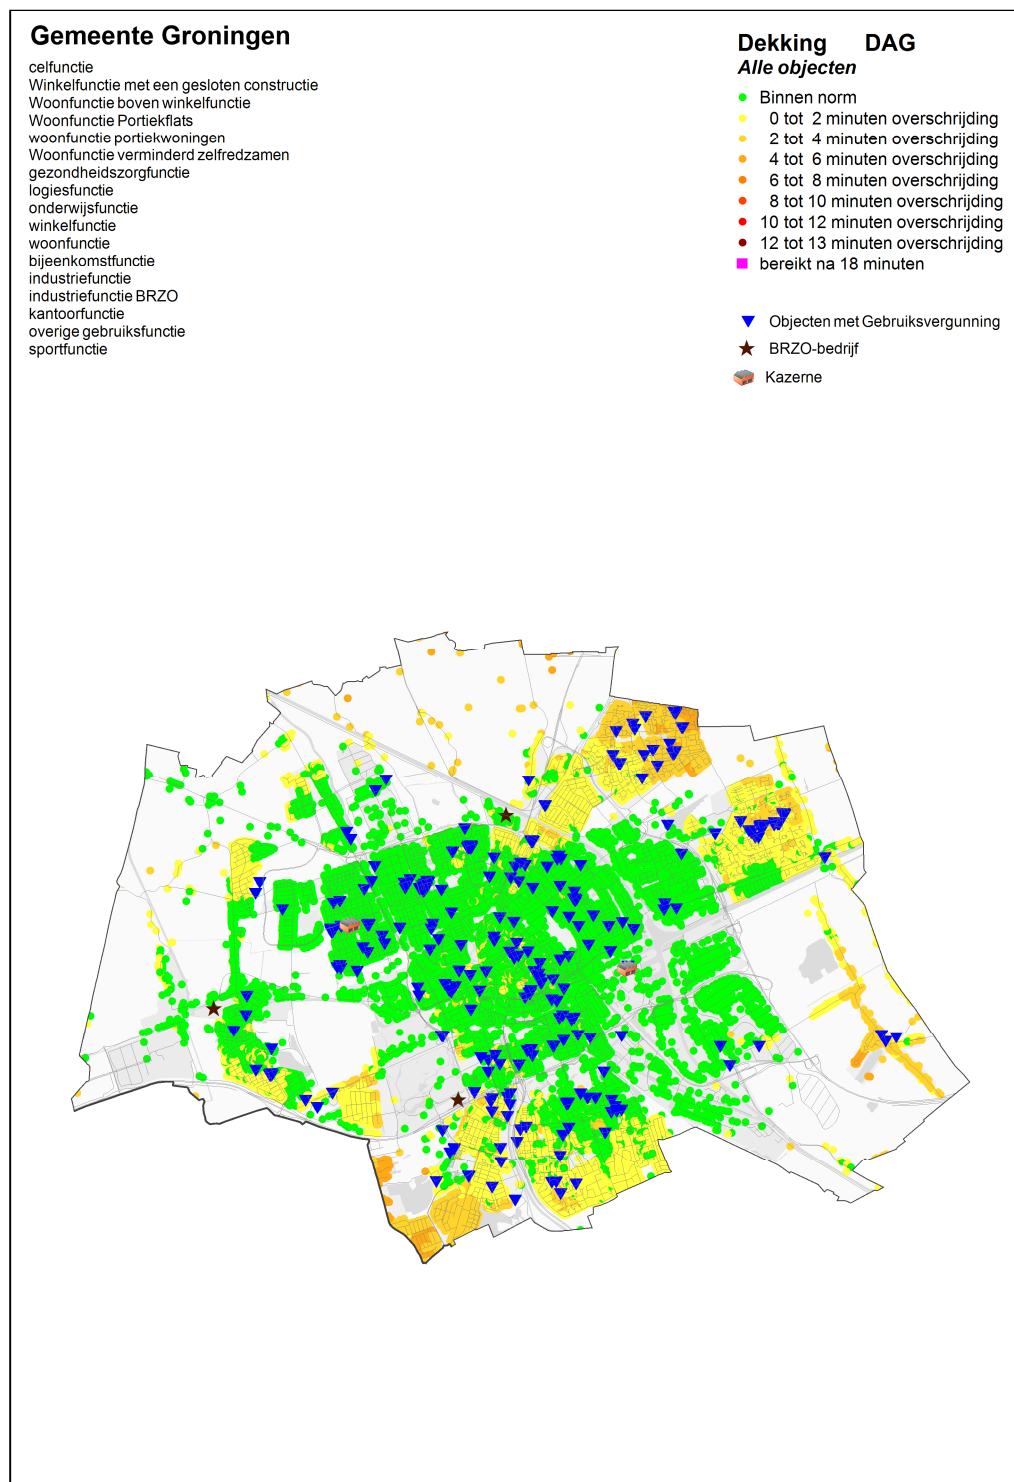 Gemeente Groningen
celfunctie
Winkelfunctie met een gesloten constructie
Woonfunctie boven winkelfunctie
Woonfunctie Portiekflats
woonfunctie portiekwoningen
Woonfunctie verminderd zelfredzamen
gezondheidszorgfunctie
logiesfunctie
onderwijsfunctie
winkelfunctie
woonfunctie
bijeenkomstfunctie
industriefunctie
industriefunctie BRZO
kantoorfunctie
overige gebruiksfunctie
sportfunctie
Dekking DAG
Alle objecten
Binnen norm
0 tot 2 minuten overschrijding
2 tot 4 minuten overschrijding
4 tot 6 minuten overschrijding
6 tot 8 minuten overschrijding
8 tot 10 minuten overschrijding
10 tot 12 minuten overschrijding
12 tot 13 minuten overschrijding
bereikt na 18 minuten
Objecten met Gebruiksvergunning
BRZO-bedrijf
Kazerne